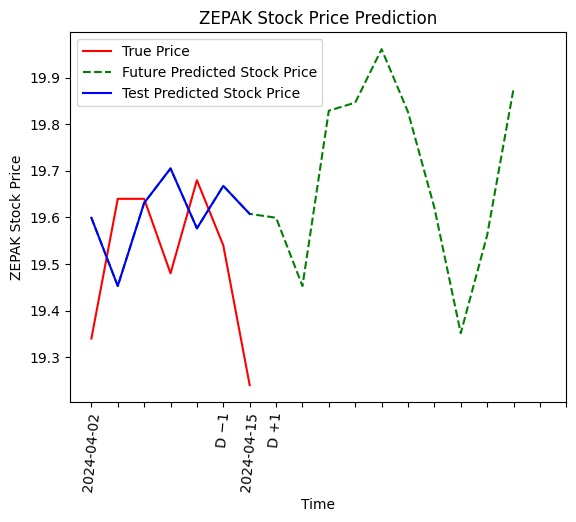 ZEPAK Stock Price Prediction
True Price
Future Predicted Stock Price
Test Predicted Stock Price
ZEPAK Stock Price
19.9
19.8
19.7
19.6
19.5
19.4
19.3
2024-04-02
D −1
2024-04-15
D +1
Time